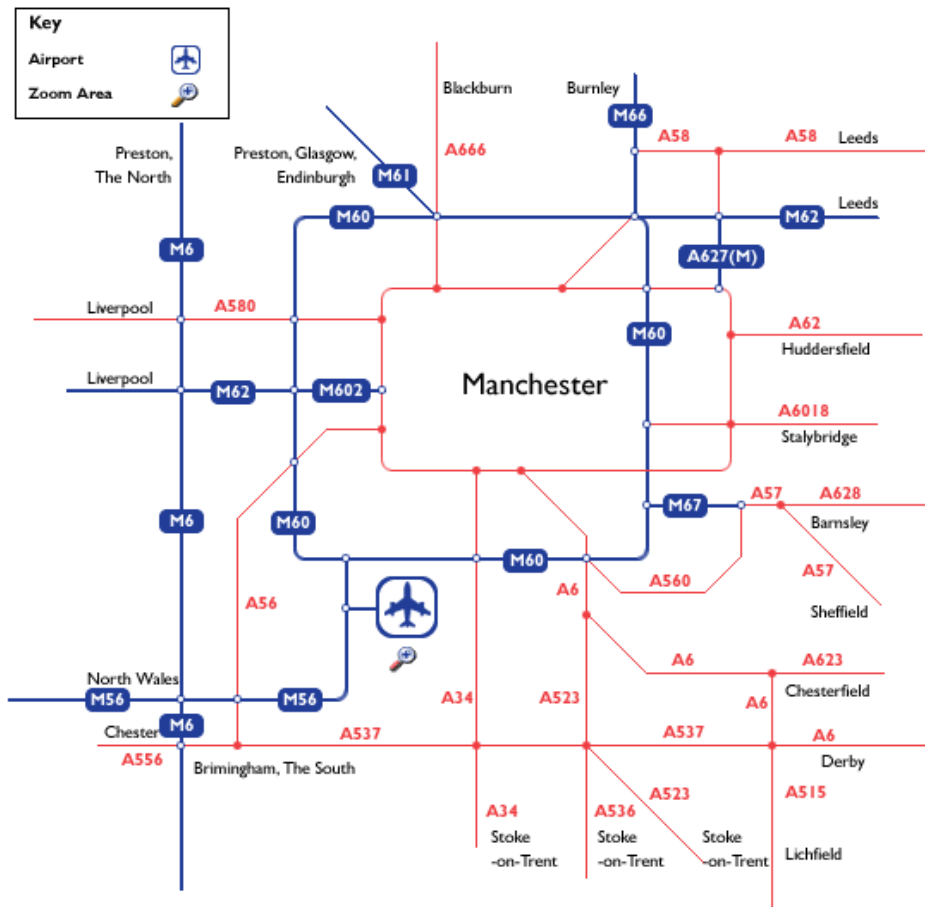 Key
Airport
Zoom Area
Blackburn
Burnley
M66
A58
A58
Leeds
Preston,
The North
Preston, Glasgow,
Endinburgh
A666
M61
M60
M62
Leeds
M6
A627(M)
Liverpool
A580
A62
Huddersfield
M60
Liverpool
M62
M602
Manchester
A6018
Stalybridge
M6
M60
M67
A57
A628
Barnsley
M60
A6
A560
A57
Sheffield
A56
North Wales
M56
M56
A6
A623
Chesterfield
A34
A523
A6
Chester
M6
A537
A537
A6
Derby
A556
Brimingham, The South
A523
A515
A34
A536
Stoke
-on-Trent
Stoke
-on-Trent
Stoke
-on-Trent
Lichfield